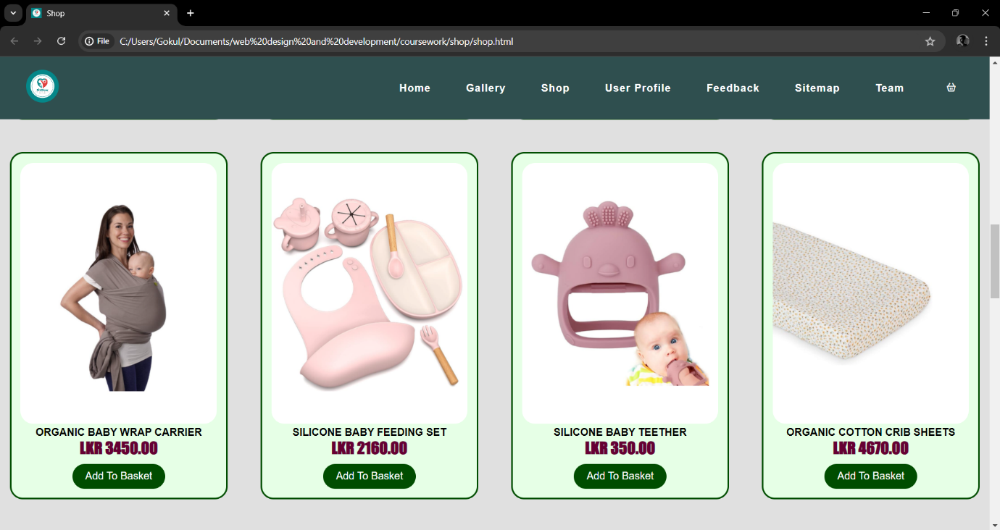 Shop
File
C:/Users/Gokul/Documents/web%20design%20and%20development/coursework/shop/shop.html
Home
Gallery
Shop
User Profile
Feedback
Sitemap
Team
ORGANIC BABY WRAP CARRIER
LKR 3450.00
Add To Basket
SILICONE BABY FEEDING SET
LKR 2160.00
Add To Basket
SILICONE BABY TEETHER
LKR 350.00
Add To Basket
ORGANIC COTTON CRIB SHEETS
LKR 4670.00
Add To Basket